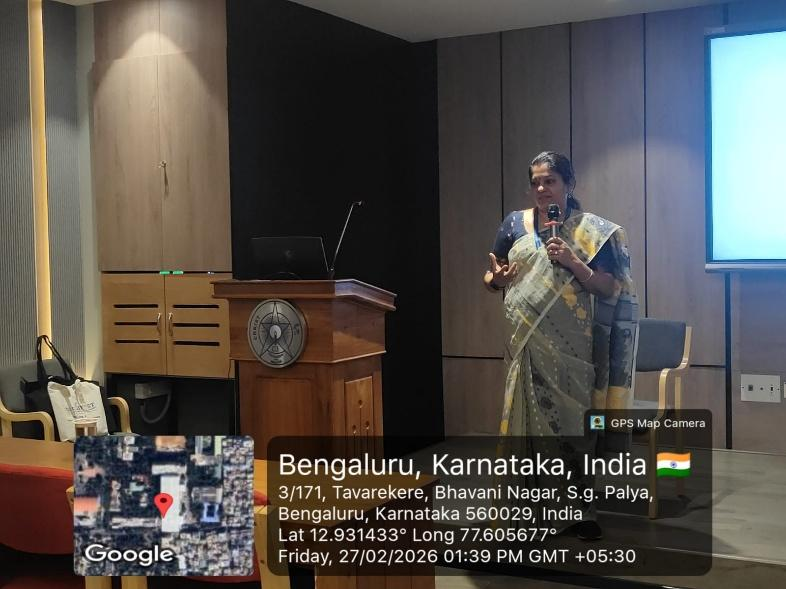 GPS Map Camera
Bengaluru, Karnataka, India
3/171, Tavarekere, Bhavani Nagar, S.g. Palya,
Bengaluru, Karnataka 560029, India
Lat 12.931433° Long 77.605677°
Friday, 27/02/2026 01:39 PM GMT +05:30
Google